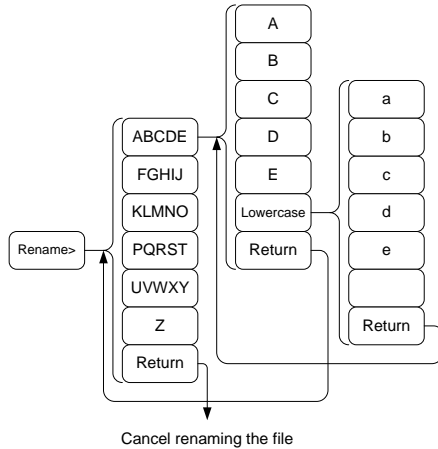 Rename>
ABCDE
FGHIJ
KLMNO
PQRST
UVWXY
Z
Return
A
B
C
D
E
Lowercase
Return
a
b
c
d
e
Return
Cancel renaming the file